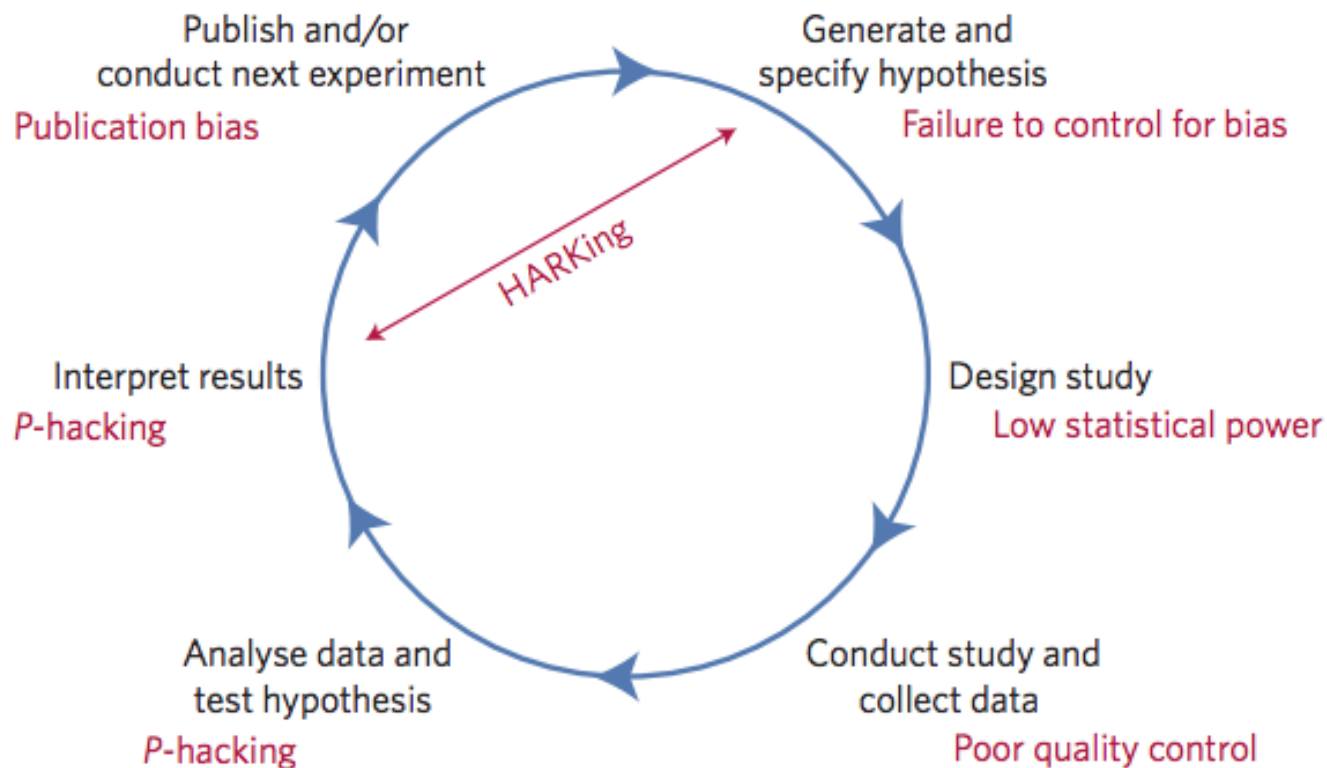 Publish and/or
conduct next experiment
Publication bias
Generate and
specify hypothesis
Failure to control for bias
HARKing
Interpret results
P-hacking
Design study
Low statistical power
Analyse data and
test hypothesis
P-hacking
Conduct study and
collect data
Poor quality control